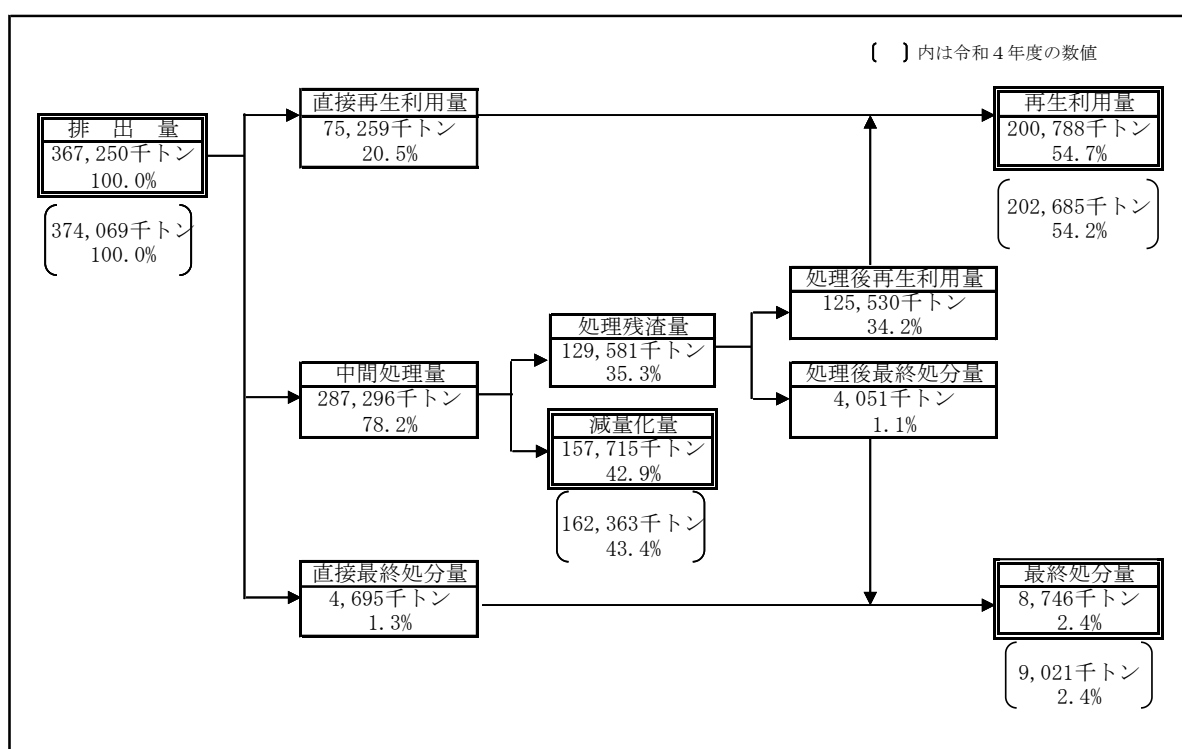 〔　〕内は令和４年度の数値
排　出　量
367,250千トン
100.0%
374,069千トン
100.0%
直接再生利用量
75,259千トン
20.5%
再生利用量
200,788千トン
54.7%
202,685千トン
54.2%
中間処理量
287,296千トン
78.2%
処理残渣量
129,581千トン
35.3%
減量化量
157,715千トン
42.9%
162,363千トン
43.4%
処理後再生利用量
125,530千トン
34.2%
処理後最終処分量
4,051千トン
1.1%
直接最終処分量
4,695千トン
1.3%
最終処分量
8,746千トン
2.4%
9,021千トン
2.4%